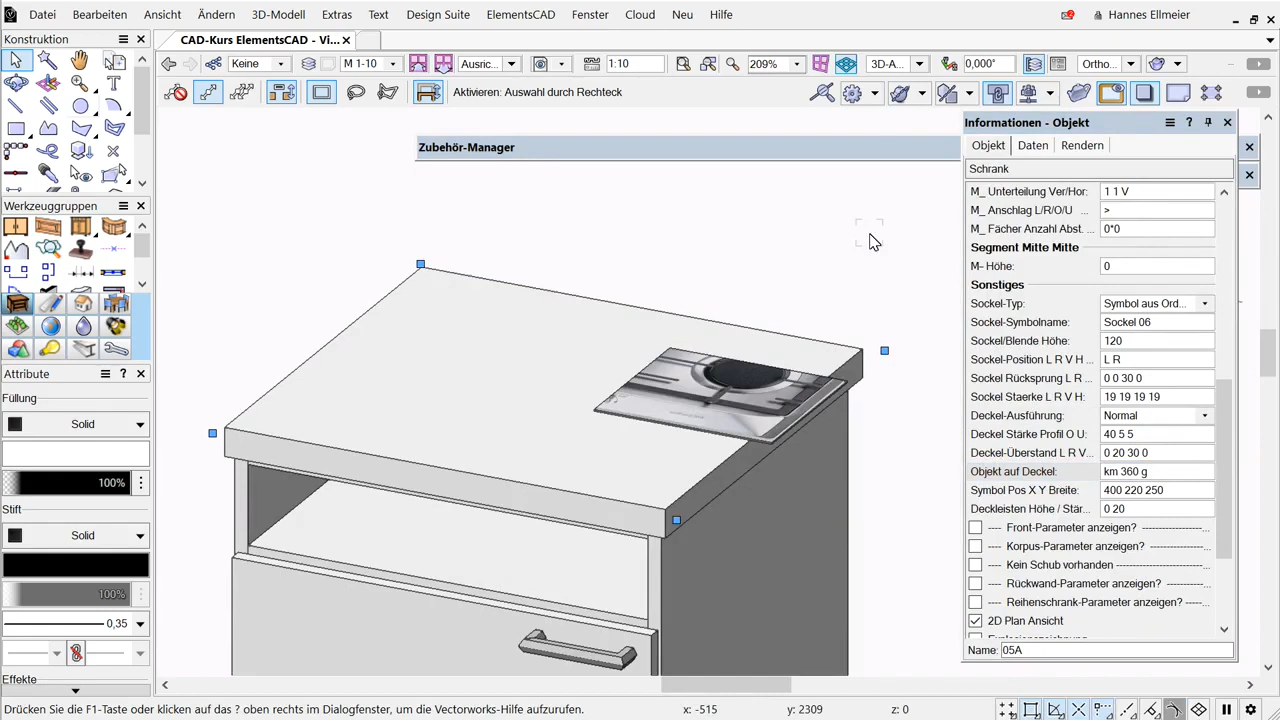 Datei Bearbeiten Ansicht Ändern 3D-Modell Extras Text Design Suite ElementsCAD Fenster Cloud Neu Hilfe Hannes Ellmeier
Konstruktion
CAD-Kurs ElementsCAD - Vi...
Keine M 1-10 Ausric... 1:10 209% 3D-A... 0,000° Ortho...
Aktivieren: Auswahl durch Rechteck
Zubehör-Manager
Informationen - Objekt
Objekt Daten Rendern
Schrank
M_ Unterteilung Ver/Hor: 1 1 V
M_ Anschlag L/R/O/U ... >
M_ Fächer Anzahl Abst. ... 0*0
Segment Mitte Mitte
M- Höhe: 0
Sonstiges
Sockel-Typ: Symbol aus Ord...
Sockel-Symbolname: Sockel 06
Sockel/Blende Höhe: 120
Sockel-Position L R V H ... L R
Sockel Rücksprung L R ... 0 0 30 0
Sockel Staerke L R V H: 19 19 19 19
Deckel-Ausführung: Normal
Deckel Stärke Profil O U: 40 5 5
Deckel-Überstand L R V... 0 20 30 0
Objekt auf Deckel: km 360 g
Symbol Pos X Y Breite: 400 220 250
Deckleisten Höhe / Stär... 0 20
---- Front-Parameter anzeigen? ------------------...
---- Korpus-Parameter anzeigen? ----------------...
---- Kein Schub vorhanden ----------------------...
---- Rückwand-Parameter anzeigen? ------------...
---- Reihenschrank-Parameter anzeigen? -----...
2D Plan Ansicht
Name: 05A
Werkzeuggruppen
Attribute
Füllung
Solid
100%
Stift
Solid
100%
0,35
Effekte
Drücken Sie die F1-Taste oder klicken auf das ? oben rechts im Dialogfenster, um die Vectorworks-Hilfe aufzurufen. x: -515 y: 2309 z: 0